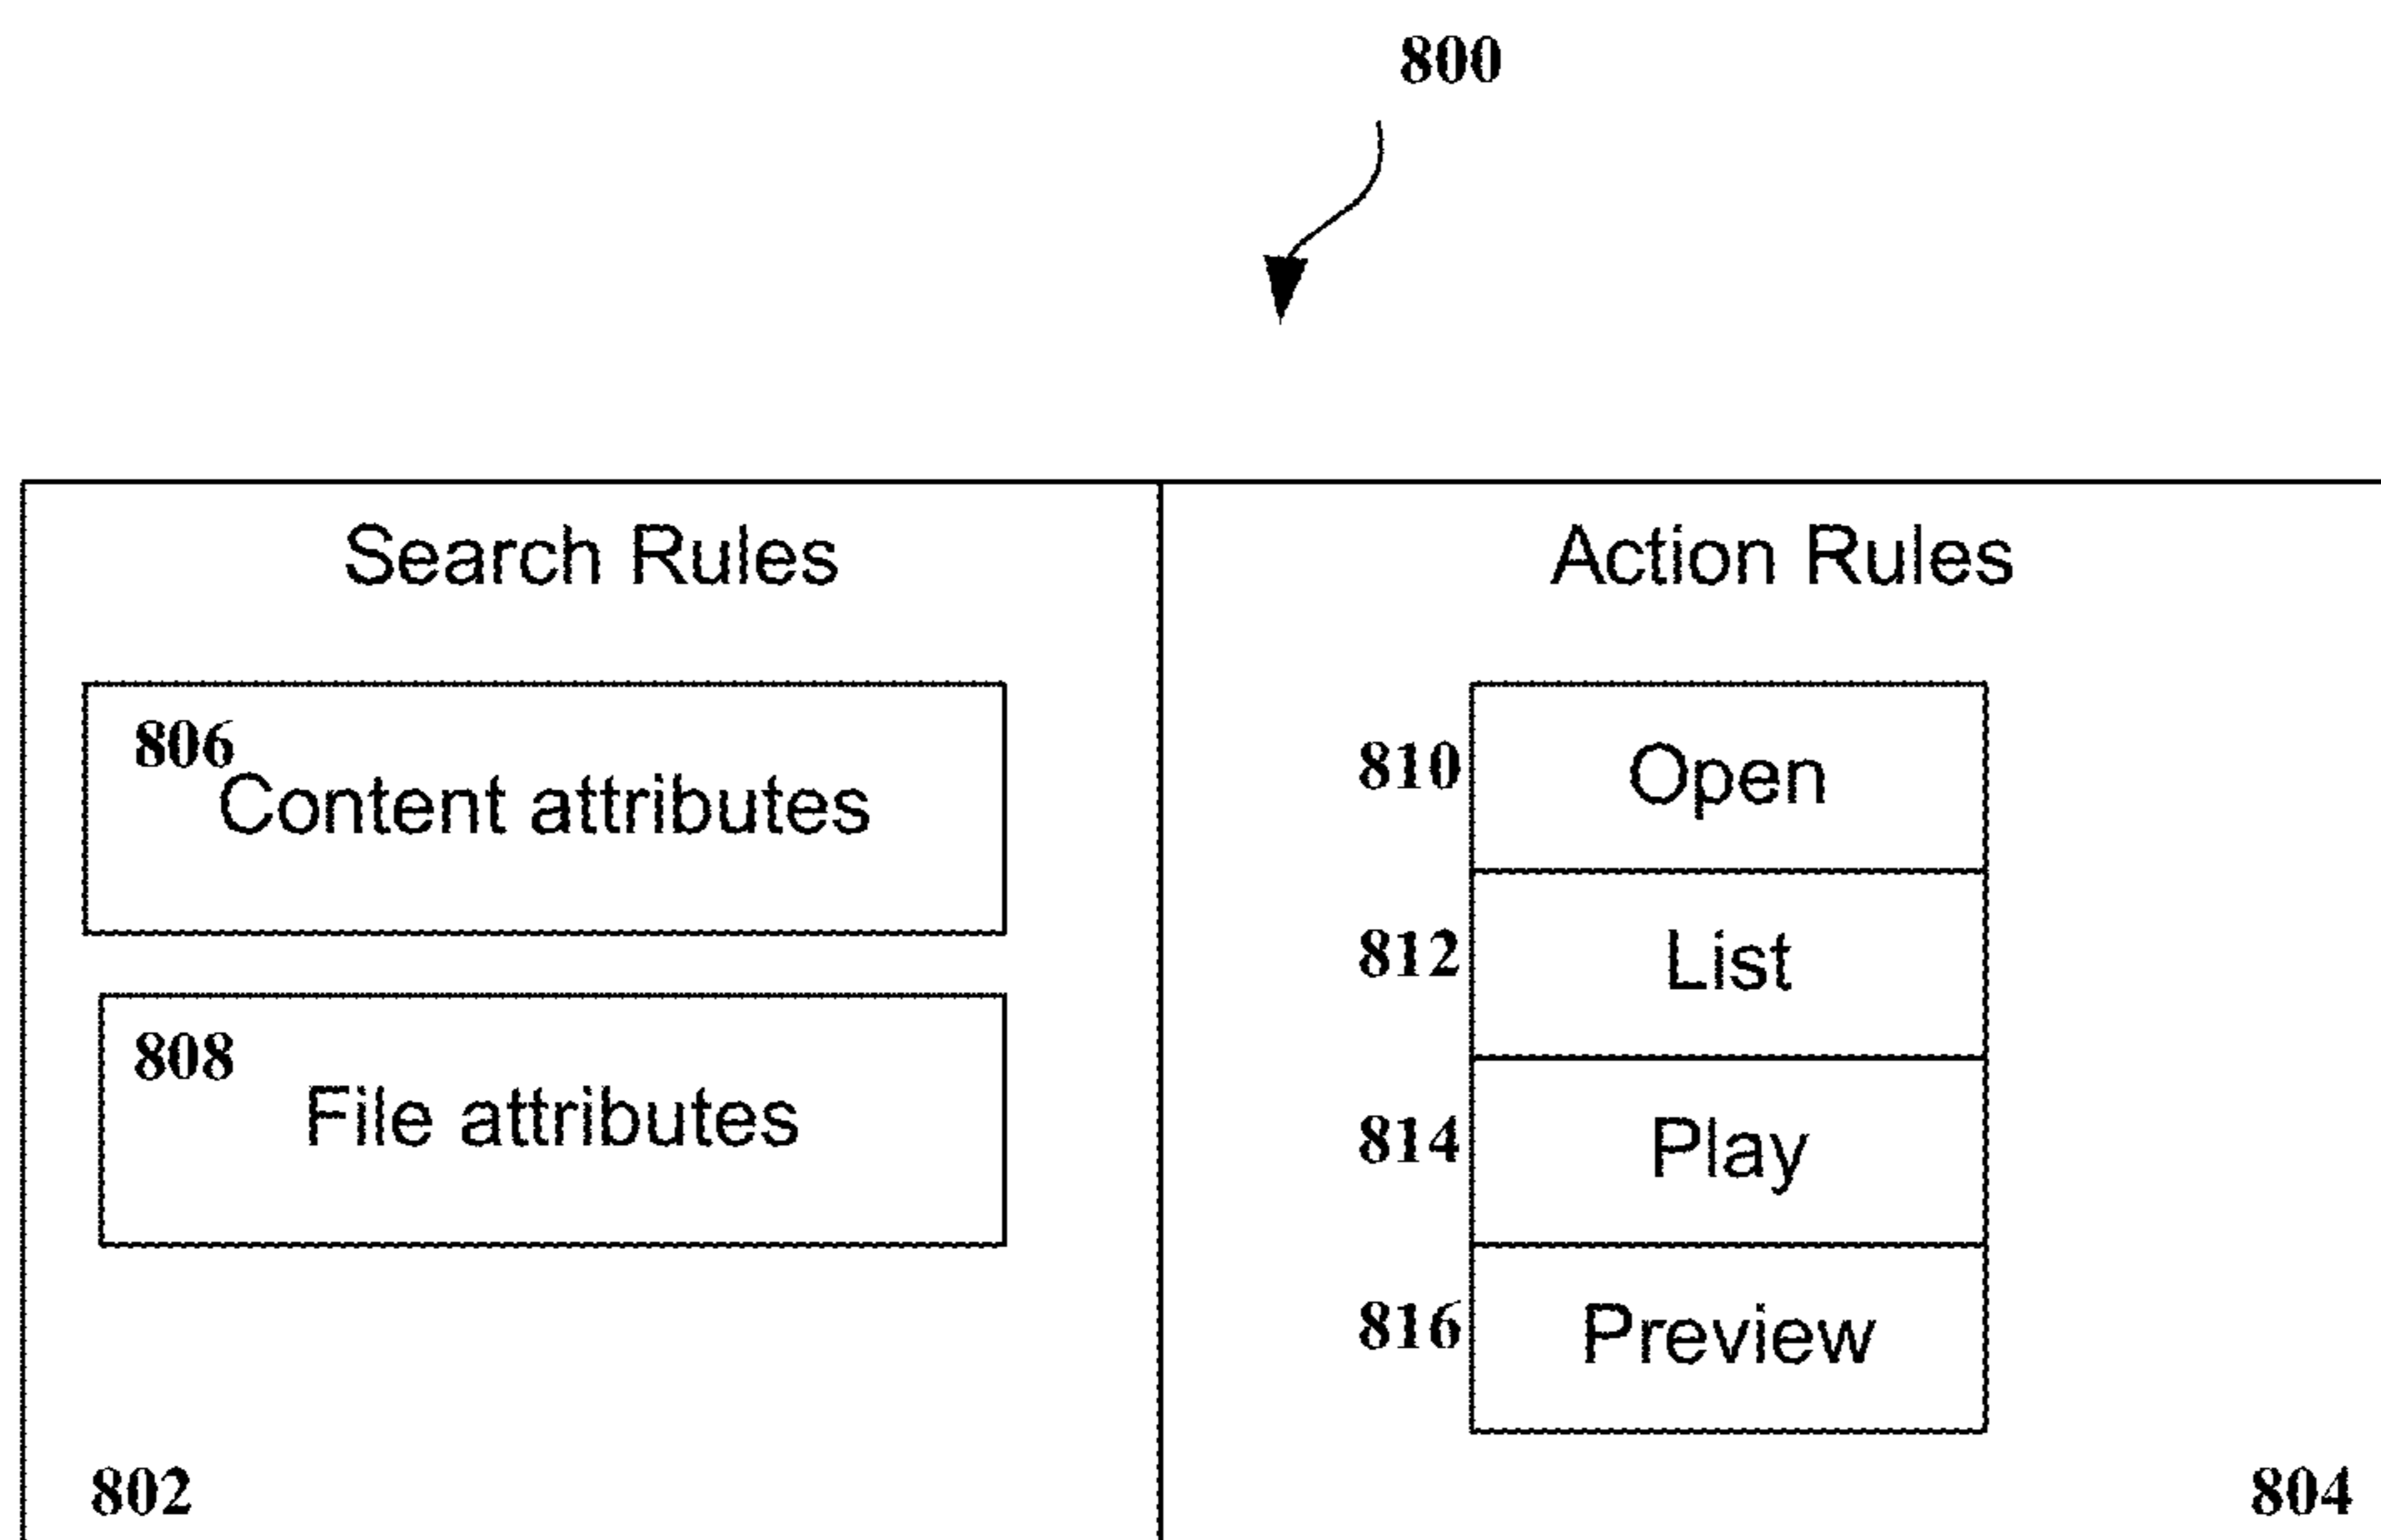 800
Search Rules
806
Content attributes
808
File attributes
802
Action Rules
810
Open
812
List
814
Play
816
Preview
804